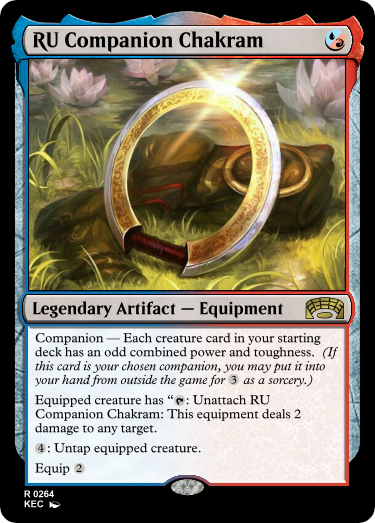 RU Companion Chakram
Legendary Artifact — Equipment
Companion — Each creature card in your starting
deck has an odd combined power and toughness. (If
this card is your chosen companion, you may put it into
your hand from outside the game for 3 as a sorcery.)
Equipped creature has “: Unattach RU
Companion Chakram: This equipment deals 2
damage to any target.
4: Untap equipped creature.
Equip 2
R 0264
KEC